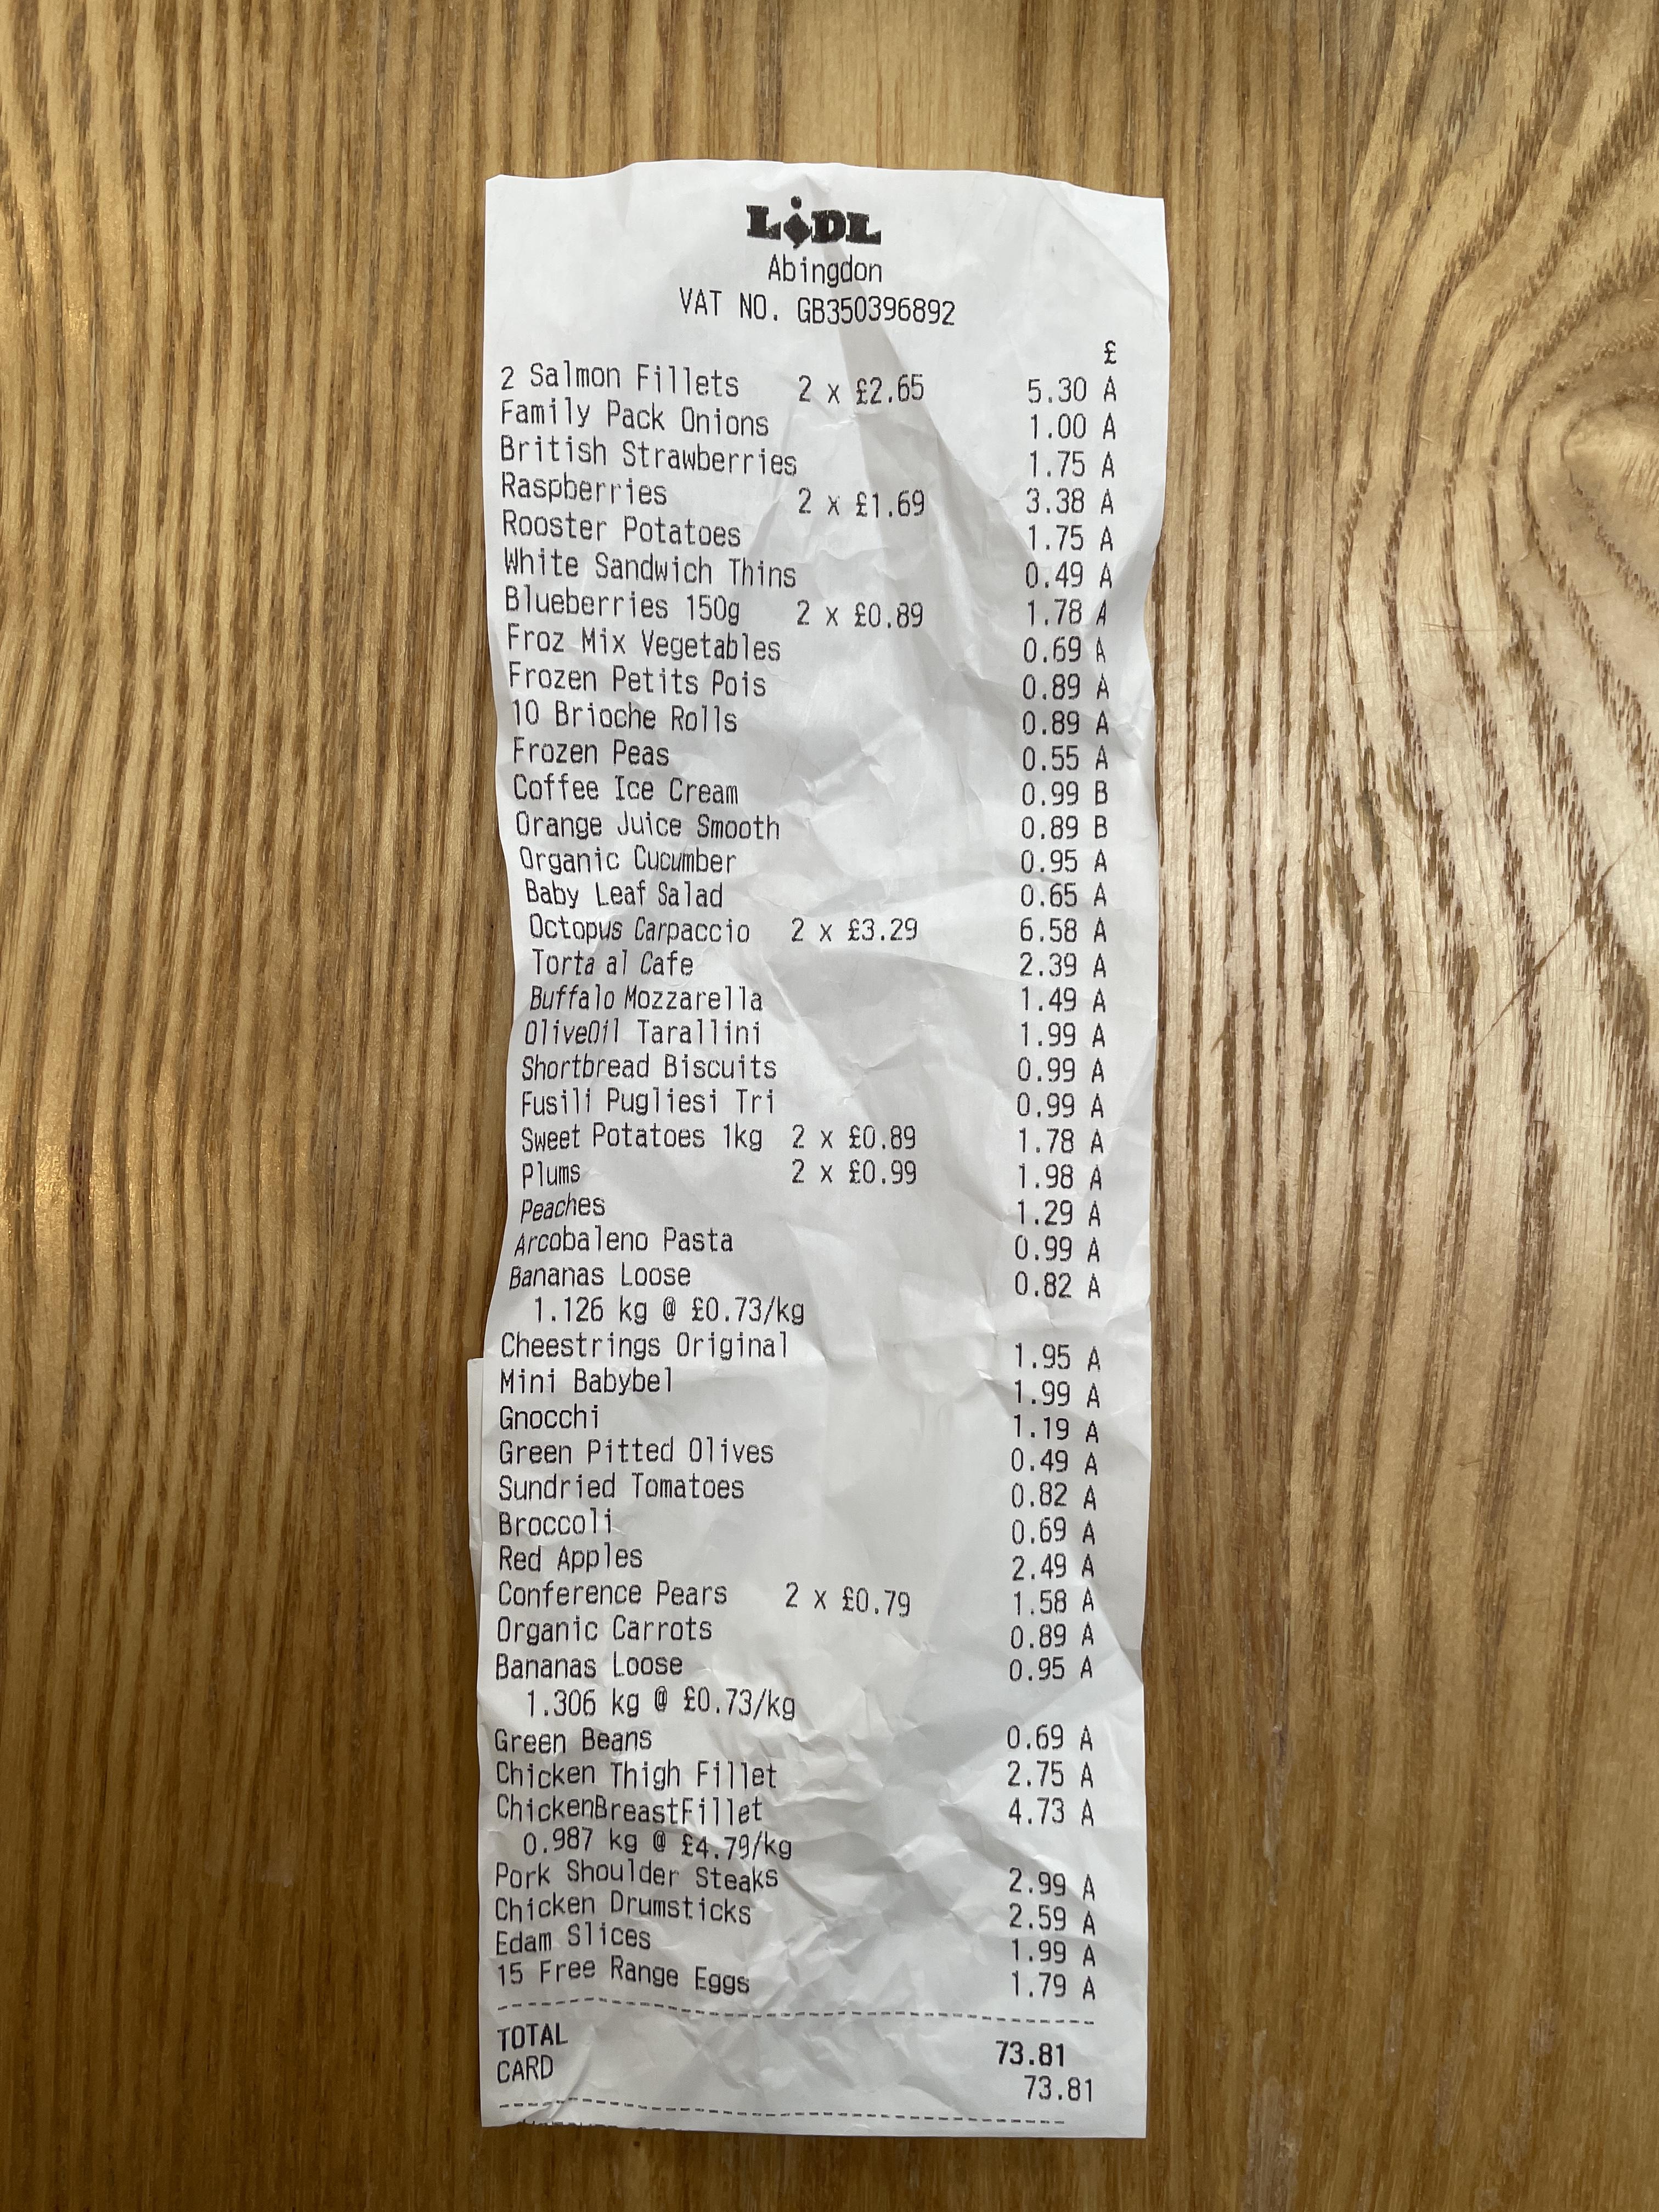 LiDL
Abingdon
VAT NO. GB350396892
£
2 Salmon Fillets 2 x £2.65 5.30 A
Family Pack Onions 1.00 A
British Strawberries 1.75 A
Raspberries 2 x £1.69 3.38 A
Rooster Potatoes 1.75 A
White Sandwich Thins 0.49 A
Blueberries 150g 2 x £0.89 1.78 A
Froz Mix Vegetables 0.69 A
Frozen Petits Pois 0.89 A
10 Brioche Rolls 0.89 A
Frozen Peas 0.55 A
Coffee Ice Cream 0.99 B
Orange Juice Smooth 0.89 B
Organic Cucumber 0.95 A
Baby Leaf Salad 0.65 A
Octopus Carpaccio 2 x £3.29 6.58 A
Torta al Cafe 2.39 A
Buffalo Mozzarella 1.49 A
OliveOil Tarallini 1.99 A
Shortbread Biscuits 0.99 A
Fusili Pugliesi Tri 0.99 A
Sweet Potatoes 1kg 2 x £0.89 1.78 A
Plums 2 x £0.99 1.98 A
Peaches 1.29 A
Arcobaleno Pasta 0.99 A
Bananas Loose 0.82 A
1.126 kg @ £0.73/kg
Cheestrings Original 1.95 A
Mini Babybel 1.99 A
Gnocchi 1.19 A
Green Pitted Olives 0.49 A
Sundried Tomatoes 0.82 A
Broccoli 0.69 A
Red Apples 2.49 A
Conference Pears 2 x £0.79 1.58 A
Organic Carrots 0.89 A
Bananas Loose 0.95 A
1.306 kg @ £0.73/kg
Green Beans 0.69 A
Chicken Thigh Fillet 2.75 A
ChickenBreastFillet 4.73 A
0.987 kg @ £4.79/kg
Pork Shoulder Steaks 2.99 A
Chicken Drumsticks 2.59 A
Edam Slices 1.99 A
15 Free Range Eggs 1.79 A
TOTAL 73.81
CARD 73.81